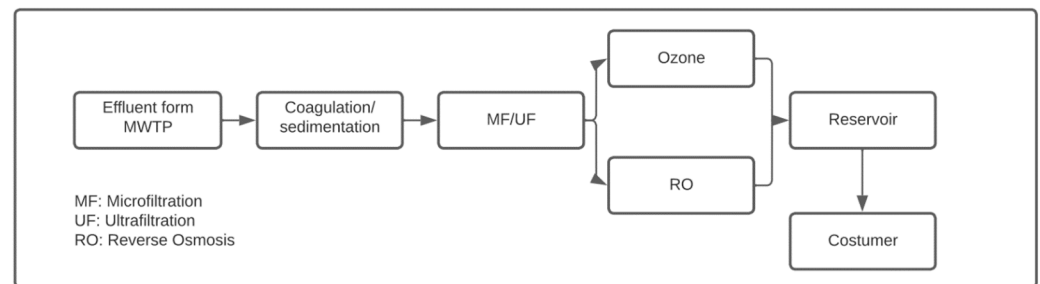 Effluent form
MWTP
Coagulation/
sedimentation
MF/UF
Ozone
RO
Reservoir
Costumer
MF: Microfiltration
UF: Ultrafiltration
RO: Reverse Osmosis